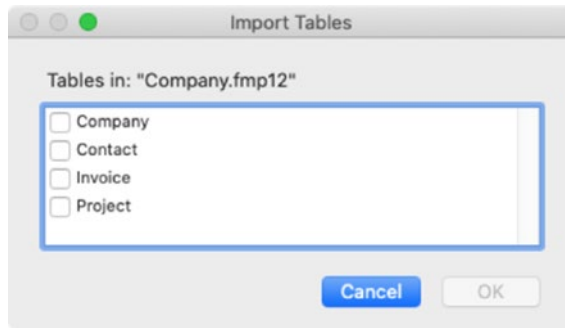 Import Tables
Tables in: "Company.fmp12"
Company
Contact
Invoice
Project
Cancel OK